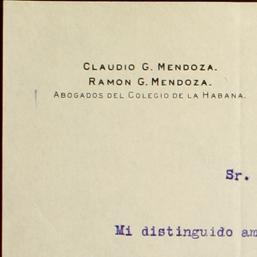 CLAUDIO G. MENDOZA.
RAMON G. MENDOZA.
ABOGADOS DEL COLEGIO DE LA HABANA.
Sr.
Mi distinguido am